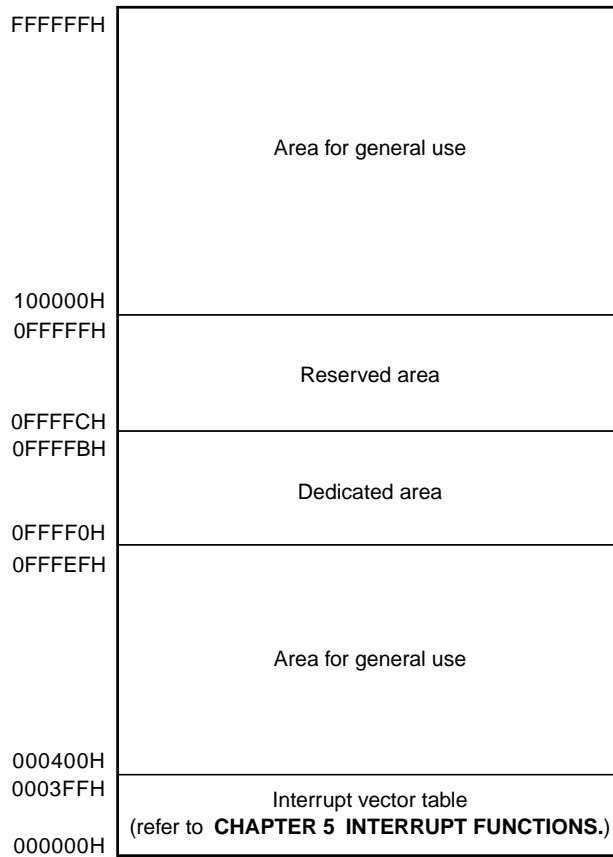 FFFFFFH
Area for general use
100000H
0FFFFFH
Reserved area
0FFFFCH
0FFFFBH
Dedicated area
0FFFF0H
0FFFEFH
Area for general use
000400H
0003FFH
Interrupt vector table
(refer to CHAPTER 5 INTERRUPT FUNCTIONS.)
000000H